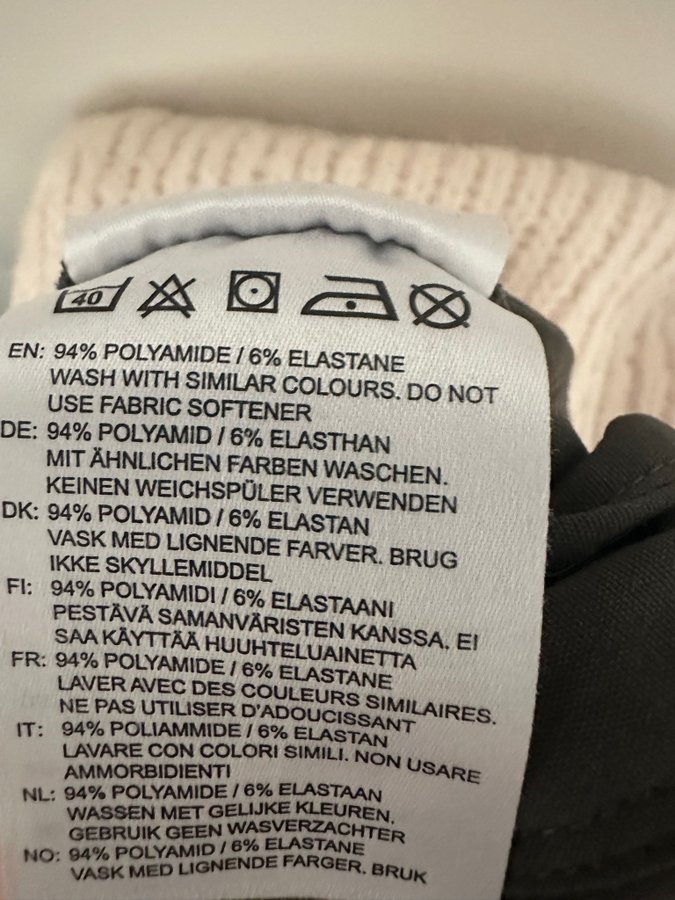 40
EN: 94% POLYAMIDE / 6% ELASTANE
WASH WITH SIMILAR COLOURS. DO NOT
USE FABRIC SOFTENER
DE: 94% POLYAMID / 6% ELASTHAN
MIT ÄHNLICHEN FARBEN WASCHEN.
KEINEN WEICHSPÜLER VERWENDEN
DK: 94% POLYAMID / 6% ELASTAN
VASK MED LIGNENDE FARVER. BRUG
IKKE SKYLLEMIDDEL
FI: 94% POLYAMIDI / 6% ELASTAANI
PESTÄVÄ SAMANVÄRISTEN KANSSA. EI
SAA KÄYTTÄÄ HUUHTELUAINETTA
FR: 94% POLYAMIDE / 6% ELASTANE
LAVER AVEC DES COULEURS SIMILAIRES.
NE PAS UTILISER D'ADOUCISSANT
IT: 94% POLIAMMIDE / 6% ELASTAN
LAVARE CON COLORI SIMILI. NON USARE
AMMORBIDIENTI
NL: 94% POLYAMIDE / 6% ELASTAAN
WASSEN MET GELIJKE KLEUREN.
GEBRUIK GEEN WASVERZACHTER
NO: 94% POLYAMID / 6% ELASTANE
VASK MED LIGNENDE FARGER. BRUK